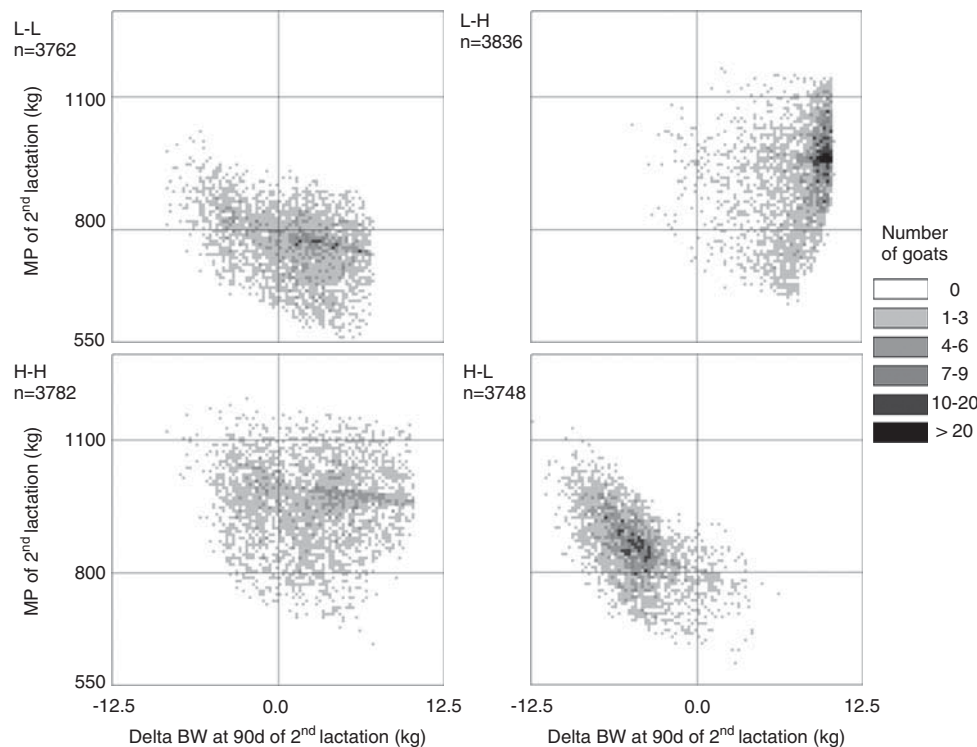 L-L
n=3762
L-H
n=3836
1100
800
550
MP of 2nd lactation (kg)
H-H
n=3782
H-L
n=3748
1100
800
550
MP of 2nd lactation (kg)
-12.5 0.0 12.5
-12.5 0.0 12.5
Delta BW at 90d of 2nd lactation (kg)
Delta BW at 90d of 2nd lactation (kg)
Number
of goats
0
1-3
4-6
7-9
10-20
> 20